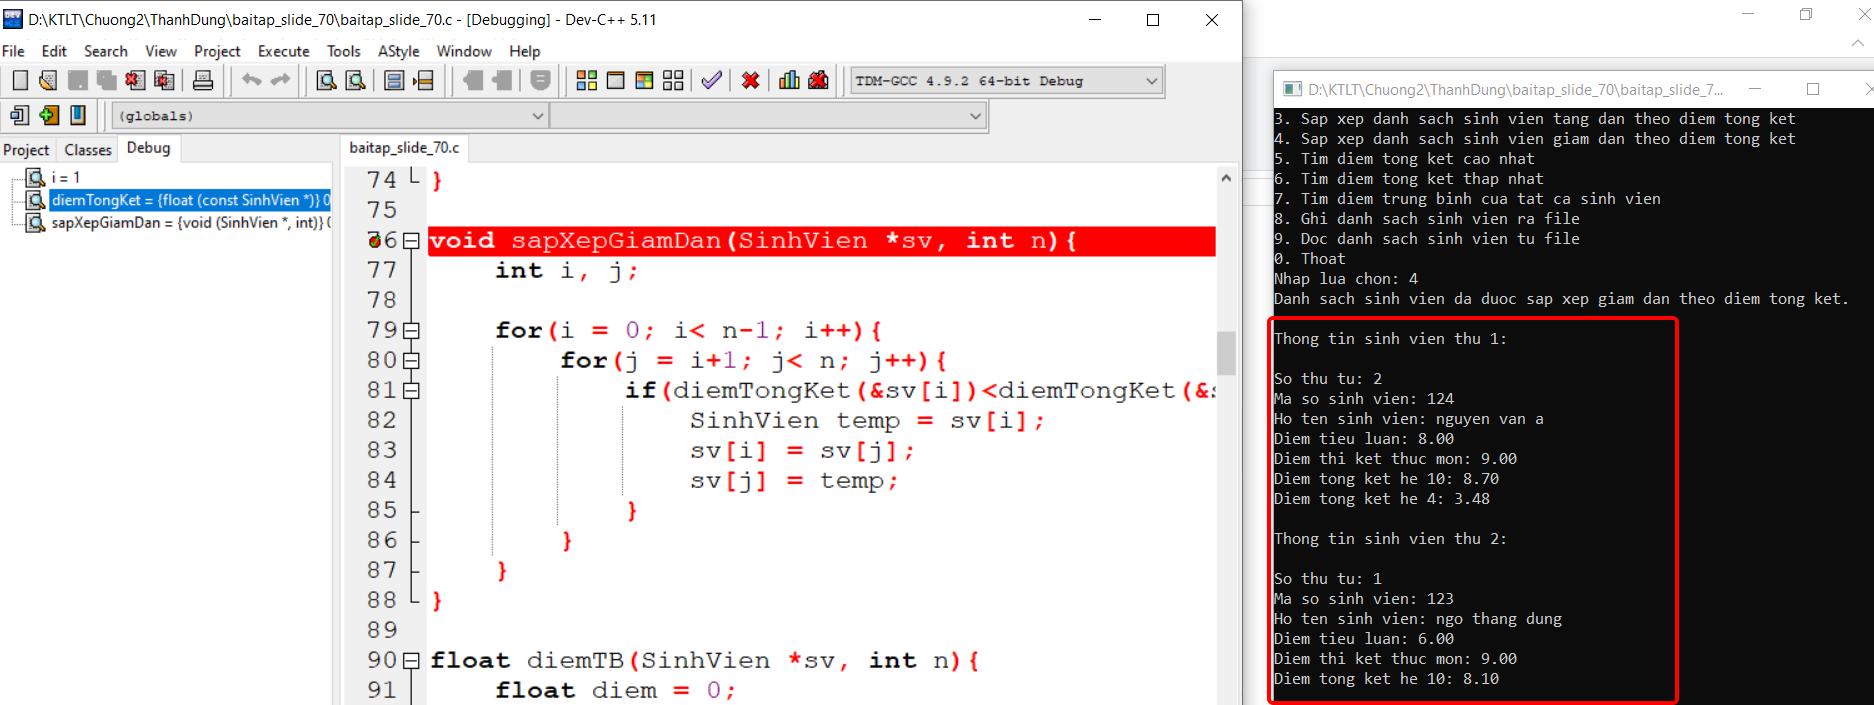 D:\KTLT\Chuong2\ThanhDung\baitap_slide_70\baitap_slide_70.c - [Debugging] - Dev-C++ 5.11
File Edit Search View Project Execute Tools AStyle Window Help
TDM-GCC 4.9.2 64-bit Debug
(globals)
Project Classes Debug
i = 1
diemTongKet = {float (const SinhVien *)} 0
sapXepGiamDan = {void (SinhVien *, int)} 0
baitap_slide_70.c
74 }
75
76 void sapXepGiamDan(SinhVien *sv, int n){
77 int i, j;
78
79 for(i = 0; i< n-1; i++){
80 for(j = i+1; j< n; j++){
81 if(diemTongKet(&sv[i])<diemTongKet(&s
82 SinhVien temp = sv[i];
83 sv[i] = sv[j];
84 sv[j] = temp;
85 }
86 }
87 }
88 }
89
90 float diemTB(SinhVien *sv, int n){
91 float diem = 0;
D:\KTLT\Chuong2\ThanhDung\baitap_slide_70\baitap_slide_7...
3. Sap xep danh sach sinh vien tang dan theo diem tong ket
4. Sap xep danh sach sinh vien giam dan theo diem tong ket
5. Tim diem tong ket cao nhat
6. Tim diem tong ket thap nhat
7. Tim diem trung binh cua tat ca sinh vien
8. Ghi danh sach sinh vien ra file
9. Doc danh sach sinh vien tu file
0. Thoat
Nhap lua chon: 4
Danh sach sinh vien da duoc sap xep giam dan theo diem tong ket.
Thong tin sinh vien thu 1:
So thu tu: 2
Ma so sinh vien: 124
Ho ten sinh vien: nguyen van a
Diem tieu luan: 8.00
Diem thi ket thuc mon: 9.00
Diem tong ket he 10: 8.70
Diem tong ket he 4: 3.48
Thong tin sinh vien thu 2:
So thu tu: 1
Ma so sinh vien: 123
Ho ten sinh vien: ngo thang dung
Diem tieu luan: 6.00
Diem thi ket thuc mon: 9.00
Diem tong ket he 10: 8.10